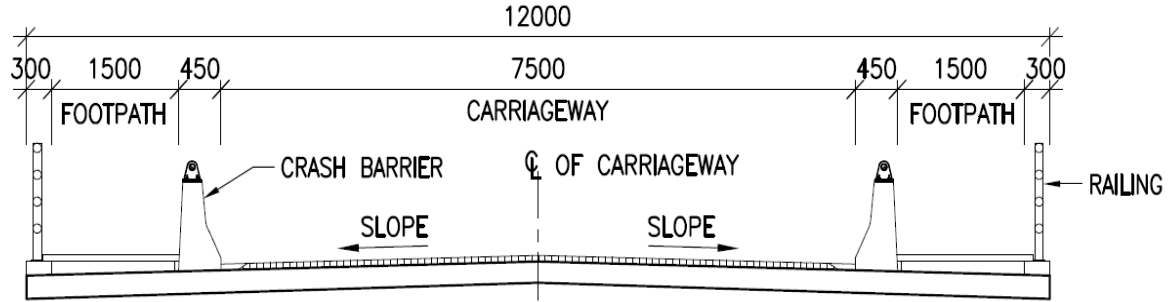 12000
300 1500 450 7500 450 1500 300
FOOTPATH CARRIAGEWAY FOOTPATH
CRASH BARRIER ℄ OF CARRIAGEWAY
RAILING
SLOPE SLOPE